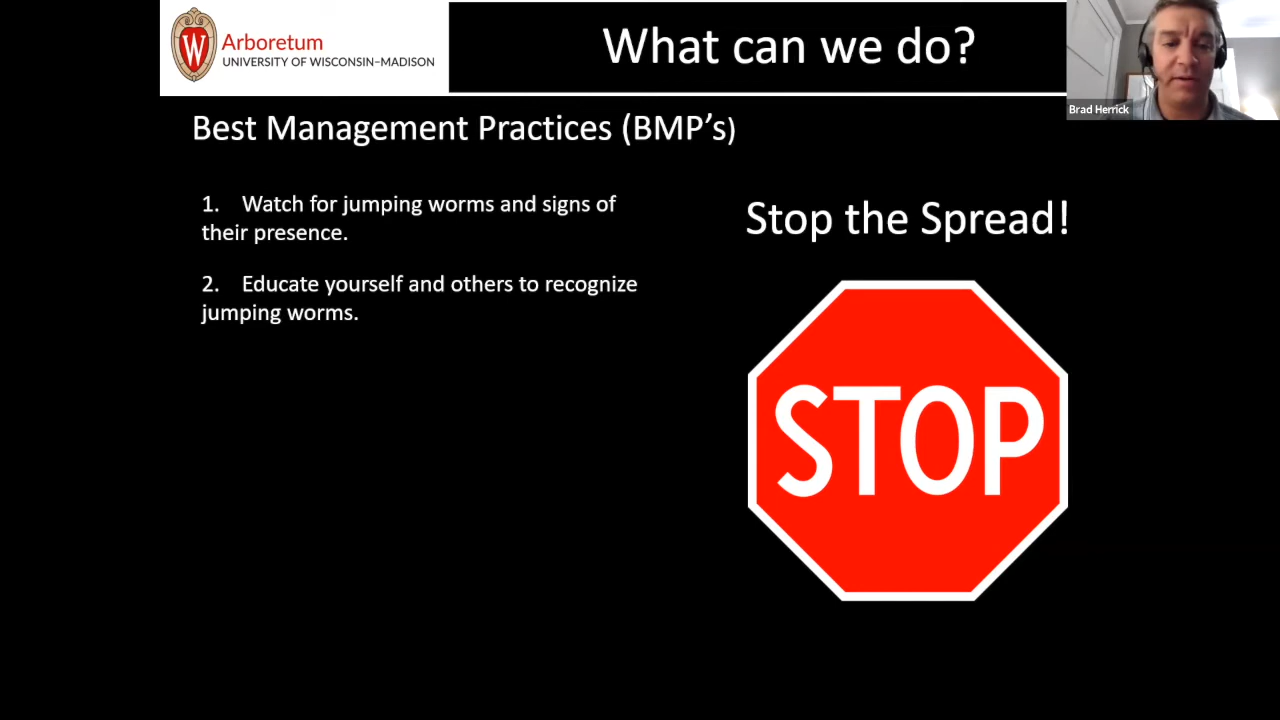 W
Arboretum
UNIVERSITY OF WISCONSIN–MADISON
What can we do?
Brad Herrick
Best Management Practices (BMP’s)
1. Watch for jumping worms and signs of
their presence.
2. Educate yourself and others to recognize
jumping worms.
Stop the Spread!
STOP